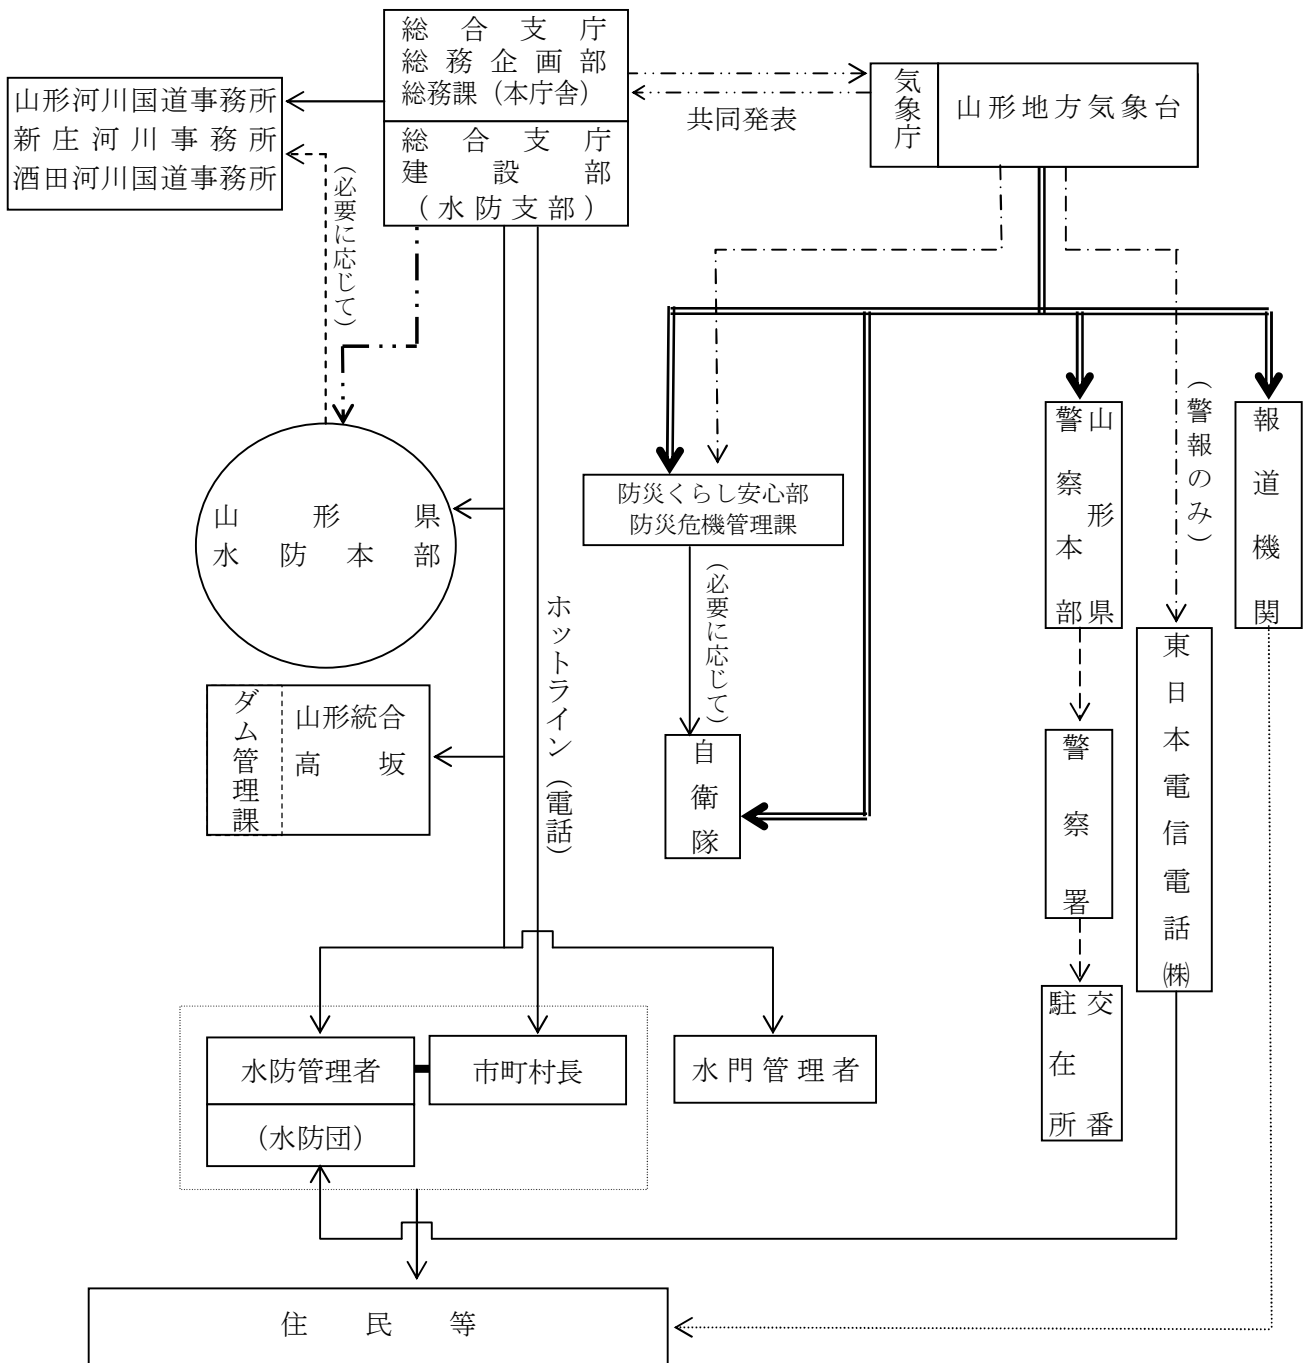 総合支庁
総務企画部
総務課（本庁舎）
総合支庁
建設部
（水防支部）
山形河川国道事務所
新庄河川事務所
酒田河川国道事務所
（必要に応じて）
共同発表
気象庁
山形地方気象台
山形県
水防本部
ダム管理課
山形統合
高坂
ホットライン（電話）
防災くらし安心部
防災危機管理課
（必要に応じて）
自衛隊
山形県
警察本部
警察署
交番
駐在所
（警報のみ）
東日本電信電話㈱
報道機関
水防管理者
（水防団）
市町村長
水門管理者
住民等